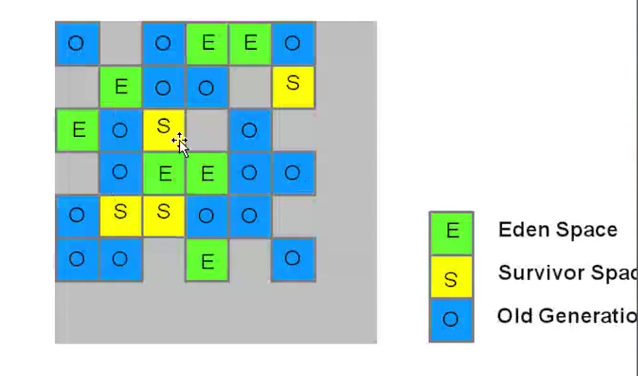 O O E E O
E O O S
E O S O
O E E O O
O S S O O
O O E O
E Eden Space
S Survivor Spac
O Old Generatio